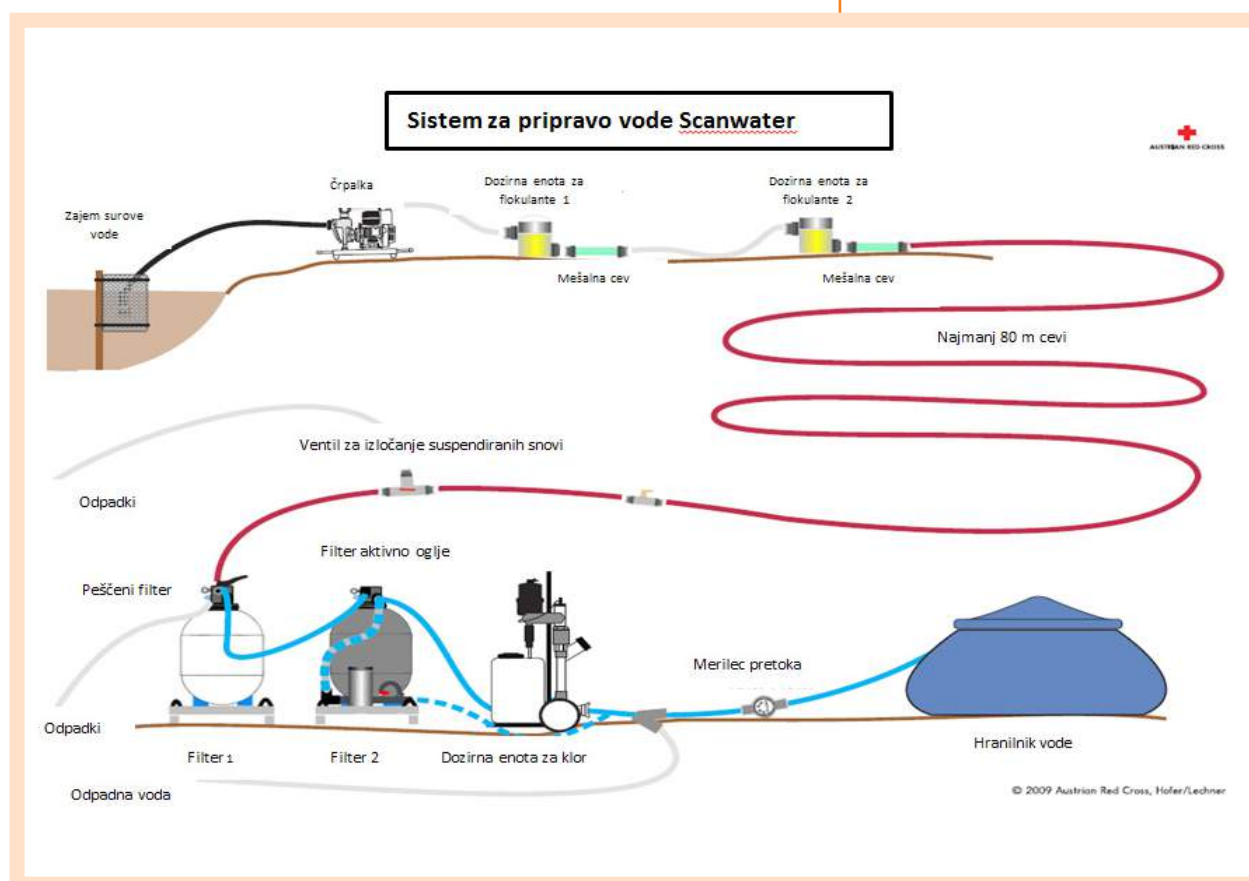 Sistem za pripravo vode Scanwater
AUSTRIAN RED CROSS
Črpalka
Dozirna enota za
flokulante 1
Dozirna enota za
flokulante 2
Zajem surove
vode
Mešalna cev
Mešalna cev
Najmanj 80 m cevi
Ventil za izločanje suspendiranih snovi
Odpadki
Filter aktivno oglje
Peščeni filter
Merilec pretoka
Odpadki
Filter 1
Filter 2
Dozirna enota za klor
Hranilnik vode
Odpadna voda
© 2009 Austrian Red Cross, Hofer/Lechner